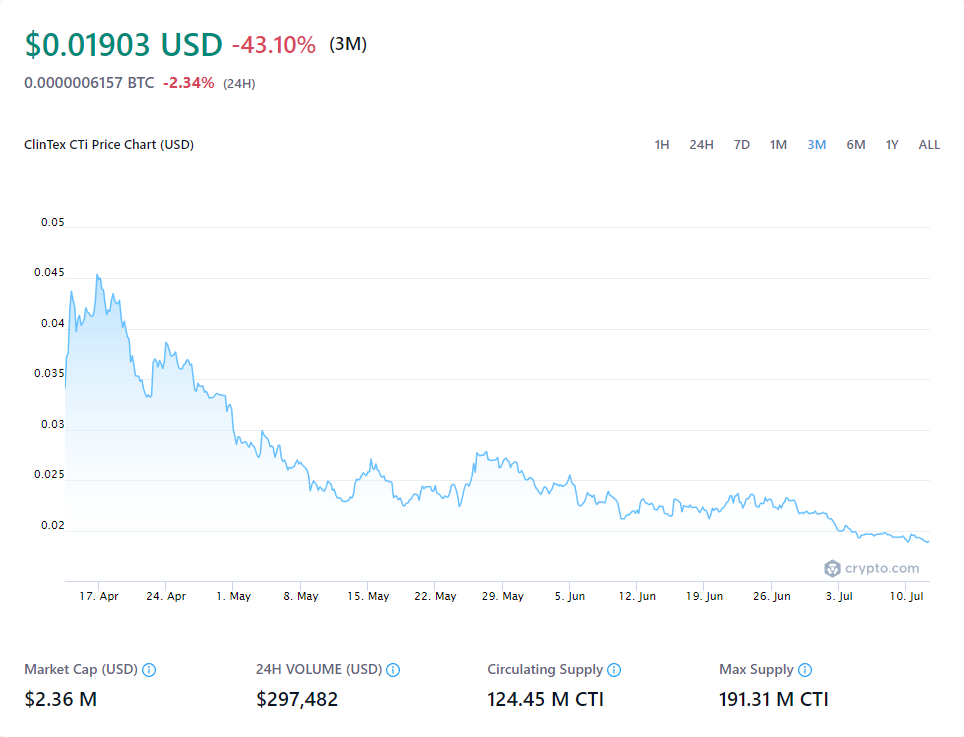 $0.01903 USD -43.10% (3M)
0.0000006157 BTC -2.34% (24H)
ClinTex CTi Price Chart (USD)
1H 24H 7D 1M 3M 6M 1Y ALL
0.05
0.045
0.04
0.035
0.03
0.025
0.02
crypto.com
17. Apr 24. Apr 1. May 8. May 15. May 22. May 29. May 5. Jun 12. Jun 19. Jun 26. Jun 3. Jul 10. Jul
Market Cap (USD) 24H VOLUME (USD) Circulating Supply Max Supply
$2.36 M $297,482 124.45 M CTI 191.31 M CTI